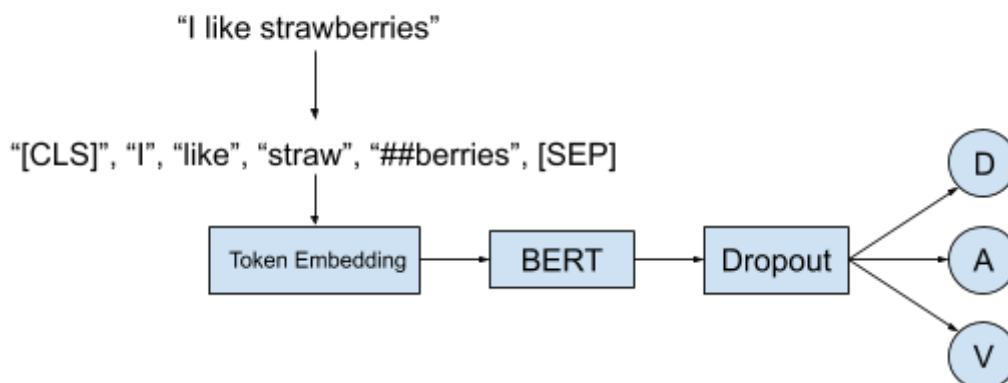 “I like strawberries”
“[CLS]”, “I”, “like”, “straw”, “##berries”, [SEP]
Token Embedding
BERT
Dropout
D
A
V